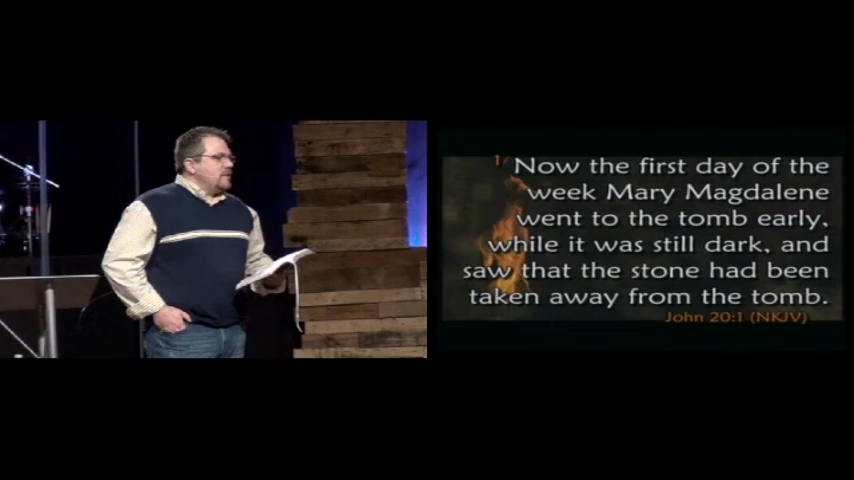 1 Now the first day of the
week Mary Magdalene
went to the tomb early,
while it was still dark, and
saw that the stone had been
taken away from the tomb.
John 20:1 (NKJV)